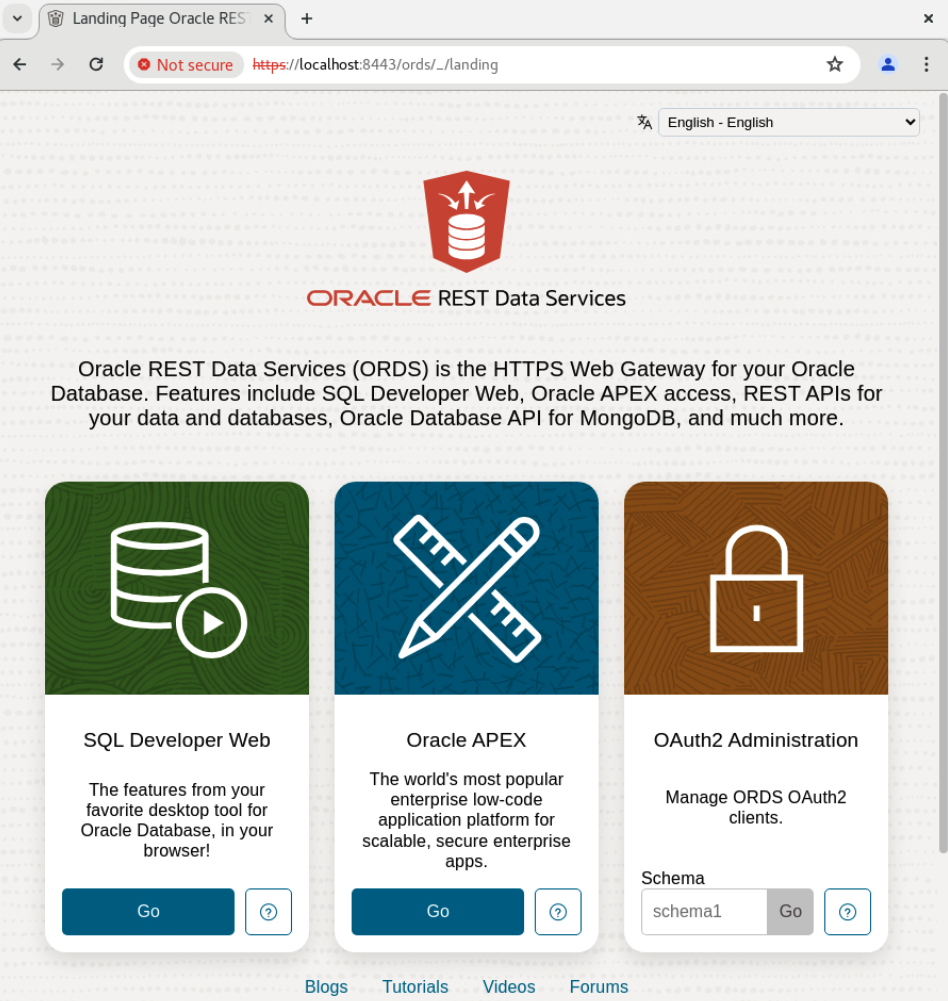 Landing Page Oracle RES
Not secure https://localhost:8443/ords/_/landing
English - English
ORACLE REST Data Services
Oracle REST Data Services (ORDS) is the HTTPS Web Gateway for your Oracle
Database. Features include SQL Developer Web, Oracle APEX access, REST APIs for
your data and databases, Oracle Database API for MongoDB, and much more.
SQL Developer Web
The features from your
favorite desktop tool for
Oracle Database, in your
browser!
Go
Oracle APEX
The world's most popular
enterprise low-code
application platform for
scalable, secure enterprise
apps.
Go
OAuth2 Administration
Manage ORDS OAuth2
clients.
Schema
schema1 Go
Blogs Tutorials Videos Forums